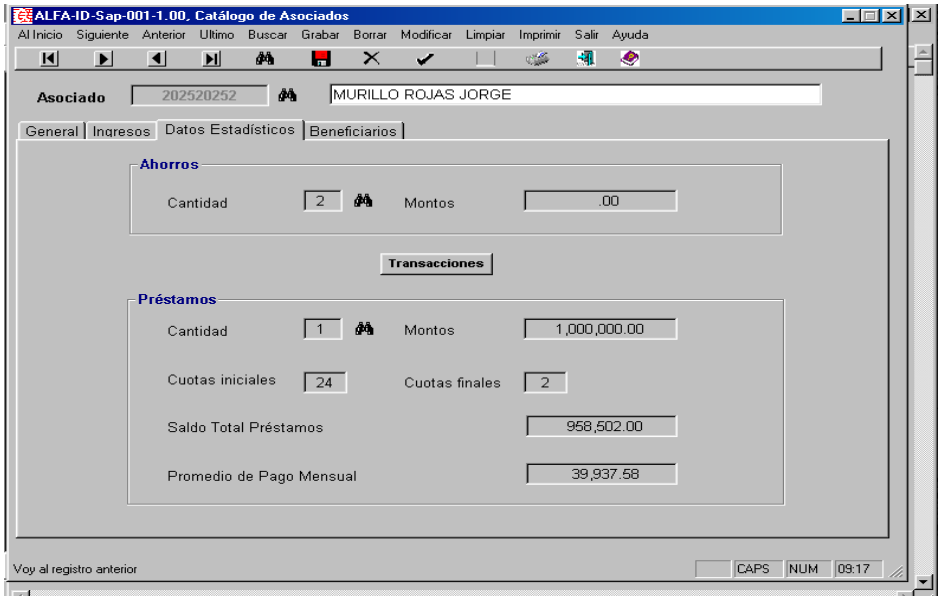 ALFA-ID-Sap-001-1.00, Catálogo de Asociados
Al Inicio Siguiente Anterior Ultimo Buscar Grabar Borrar Modificar Limpiar Imprimir Salir Ayuda
Asociado 202520252 MURILLO ROJAS JORGE
General Ingresos Datos Estadísticos Beneficiarios
Ahorros
Cantidad 2 Montos .00
Transacciones
Préstamos
Cantidad 1 Montos 1,000,000.00
Cuotas iniciales 24 Cuotas finales 2
Saldo Total Préstamos 958,502.00
Promedio de Pago Mensual 39,937.58
Voy al registro anterior CAPS NUM 09:17